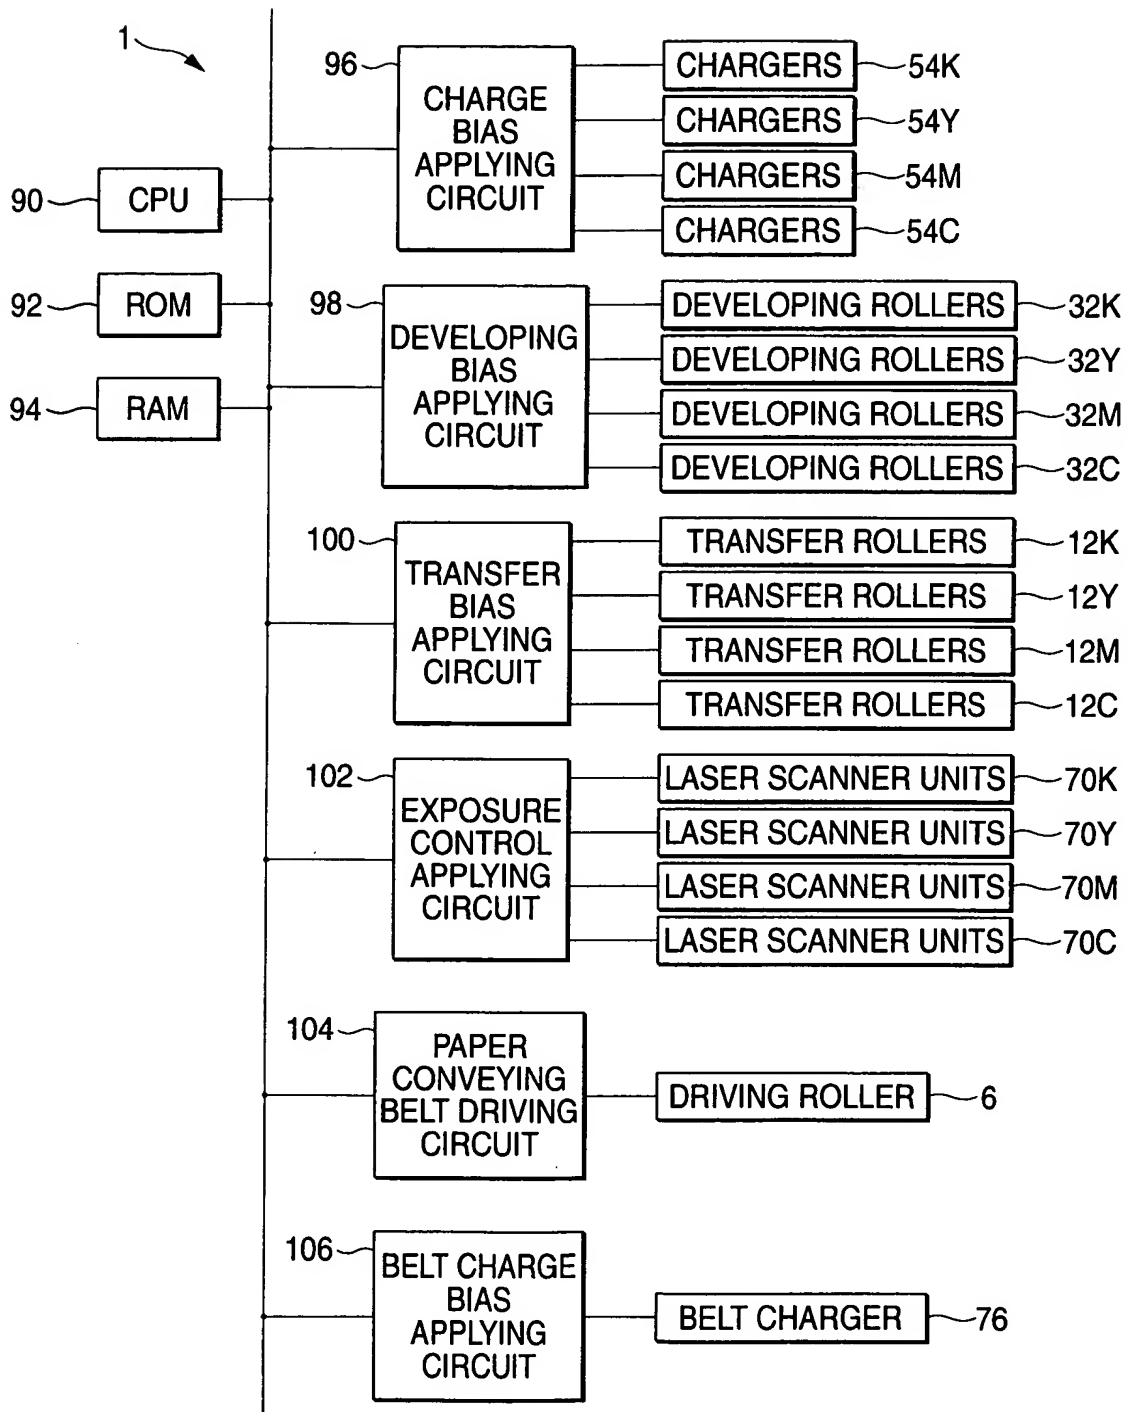 1
90
CPU
92
ROM
94
RAM
96
CHARGE
BIAS
APPLYING
CIRCUIT
CHARGERS
54K
CHARGERS
54Y
CHARGERS
54M
CHARGERS
54C
98
DEVELOPING
BIAS
APPLYING
CIRCUIT
DEVELOPING ROLLERS
32K
DEVELOPING ROLLERS
32Y
DEVELOPING ROLLERS
32M
DEVELOPING ROLLERS
32C
100
TRANSFER
BIAS
APPLYING
CIRCUIT
TRANSFER ROLLERS
12K
TRANSFER ROLLERS
12Y
TRANSFER ROLLERS
12M
TRANSFER ROLLERS
12C
102
EXPOSURE
CONTROL
APPLYING
CIRCUIT
LASER SCANNER UNITS
70K
LASER SCANNER UNITS
70Y
LASER SCANNER UNITS
70M
LASER SCANNER UNITS
70C
104
PAPER
CONVEYING
BELT DRIVING
CIRCUIT
DRIVING ROLLER
6
106
BELT CHARGE
BIAS
APPLYING
CIRCUIT
BELT CHARGER
76